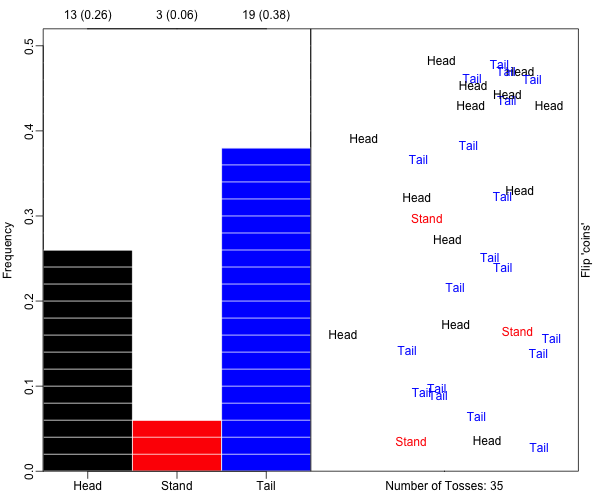 13 (0.26) 3 (0.06) 19 (0.38)
0.5
0.4
0.3
0.2
0.1
0.0
Frequency
Head Stand Tail
Head
Tail
Tail
Head
Tail
Tail
Head
Head
Tail
Head
Head
Head
Tail
Tail
Head
Head
Tail
Stand
Head
Tail
Tail
Tail
Head
Stand
Head
Tail
Tail
Tail
Tail
Tail
Tail
Tail
Stand
Head
Tail
Number of Tosses: 35
Flip 'coins'